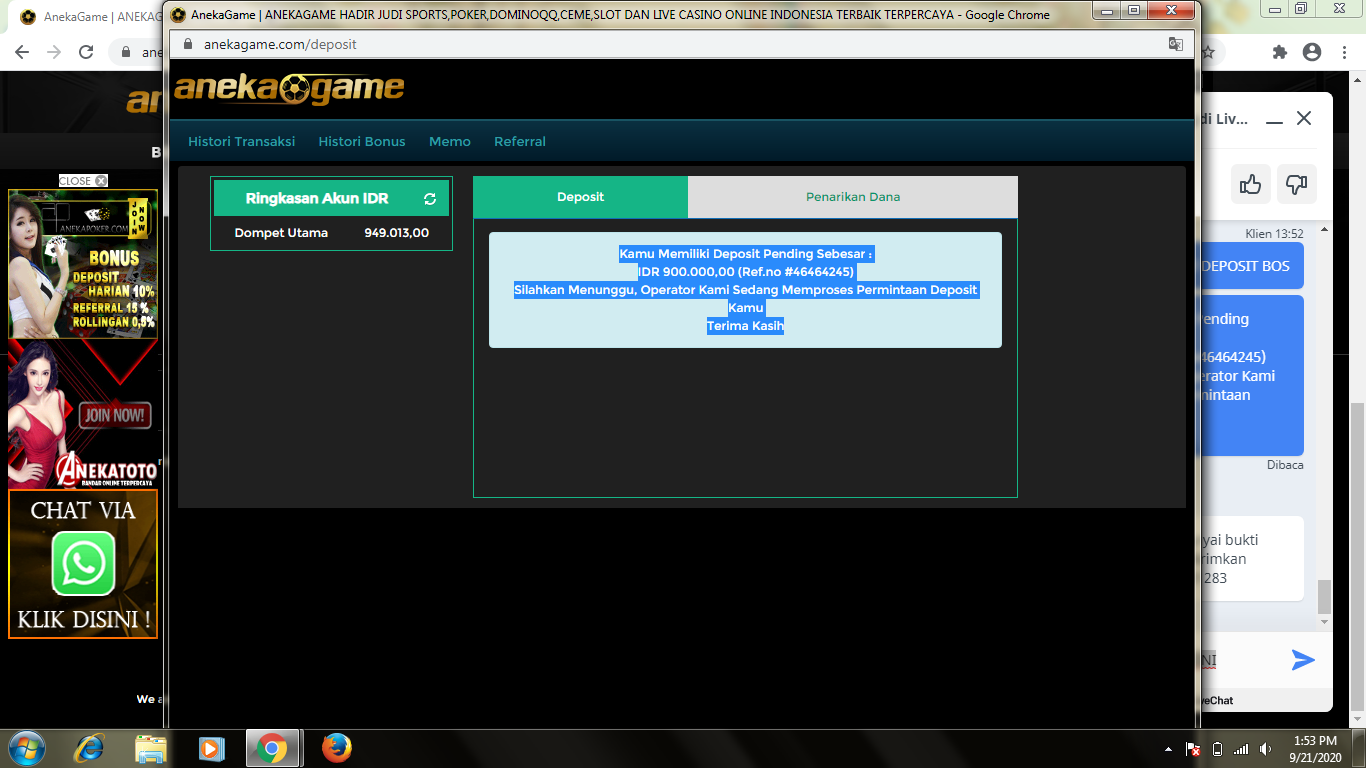 AnekaGame | ANEKAG
AnekaGame | ANEKAGAME HADIR JUDI SPORTS,POKER,DOMINOQQ,CEME,SLOT DAN LIVE CASINO ONLINE INDONESIA TERBAIK TERPERCAYA - Google Chrome
ane
anekagame.com/deposit
anekagame
Histori Transaksi
Histori Bonus
Memo
Referral
Ringkasan Akun IDR
Dompet Utama
949.013,00
Deposit
Penarikan Dana
Kamu Memiliki Deposit Pending Sebesar :
IDR 900.000,00 (Ref.no #46464245)
Silahkan Menunggu, Operator Kami Sedang Memproses Permintaan Deposit
Kamu
Terima Kasih
an
B
CLOSE
JOIN NOW
ANEKAPOKER.COM
BONUS
DEPOSIT
HARIAN 10%
REFERRAL 15 %
ROLLINGAN 0,5%
JOIN NOW!
ANEKATOTO
BANDAR ONLINE TERPERCAYA
CHAT VIA
KLIK DISINI !
We a
di Liv...
Klien 13:52
DEPOSIT BOS
ending
46464245)
erator Kami
mintaan
Dibaca
yai bukti
rimkan
283
NI
veChat
1:53 PM
9/21/2020